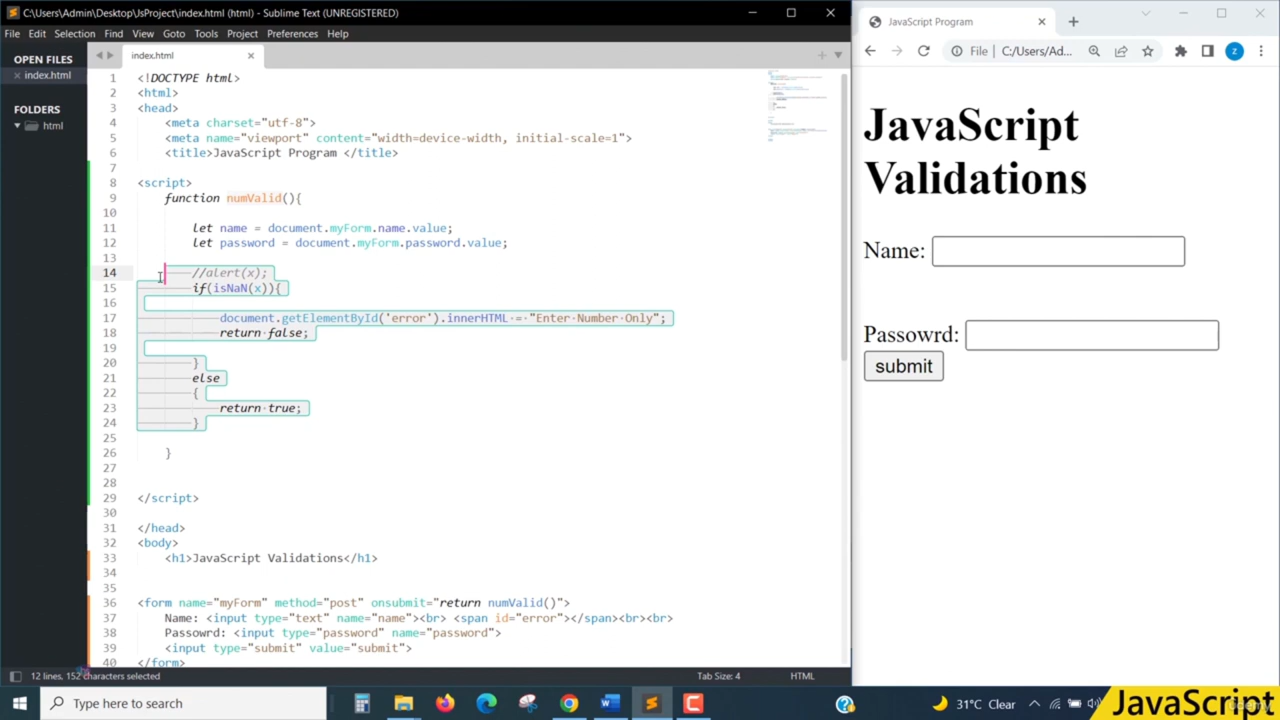 C:\Users\Admin\Desktop\JsProject\index.html (html) - Sublime Text (UNREGISTERED)
File Edit Selection Find View Goto Tools Project Preferences Help
OPEN FILES
index.html
FOLDERS
html
index.html
1 <!DOCTYPE html>
2 <html>
3 <head>
4 <meta charset="utf-8">
5 <meta name="viewport" content="width=device-width, initial-scale=1">
6 <title>JavaScript Program </title>
7
8 <script>
9 function numValid(){
10
11 let name = document.myForm.name.value;
12 let password = document.myForm.password.value;
13
14 //alert(x);
15 if(isNaN(x)){
16
17 document.getElementById('error').innerHTML = "Enter Number Only";
18 return false;
19
20 }
21 else
22 {
23 return true;
24 }
25
26 }
27
28
29 </script>
30
31 </head>
32 <body>
33 <h1>JavaScript Validations</h1>
34
35
36 <form name="myForm" method="post" onsubmit="return numValid()">
37 Name: <input type="text" name="name"><br> <span id="error"></span><br><br>
38 Passowrd: <input type="password" name="password">
39 <input type="submit" value="submit">
40 </form>
12 lines, 152 characters selected
Tab Size: 4
HTML
JavaScript Program
File C:/Users/Ad...
z
JavaScript
Validations
Name:
Passowrd:
submit
Type here to search
31°C Clear
JavaScript